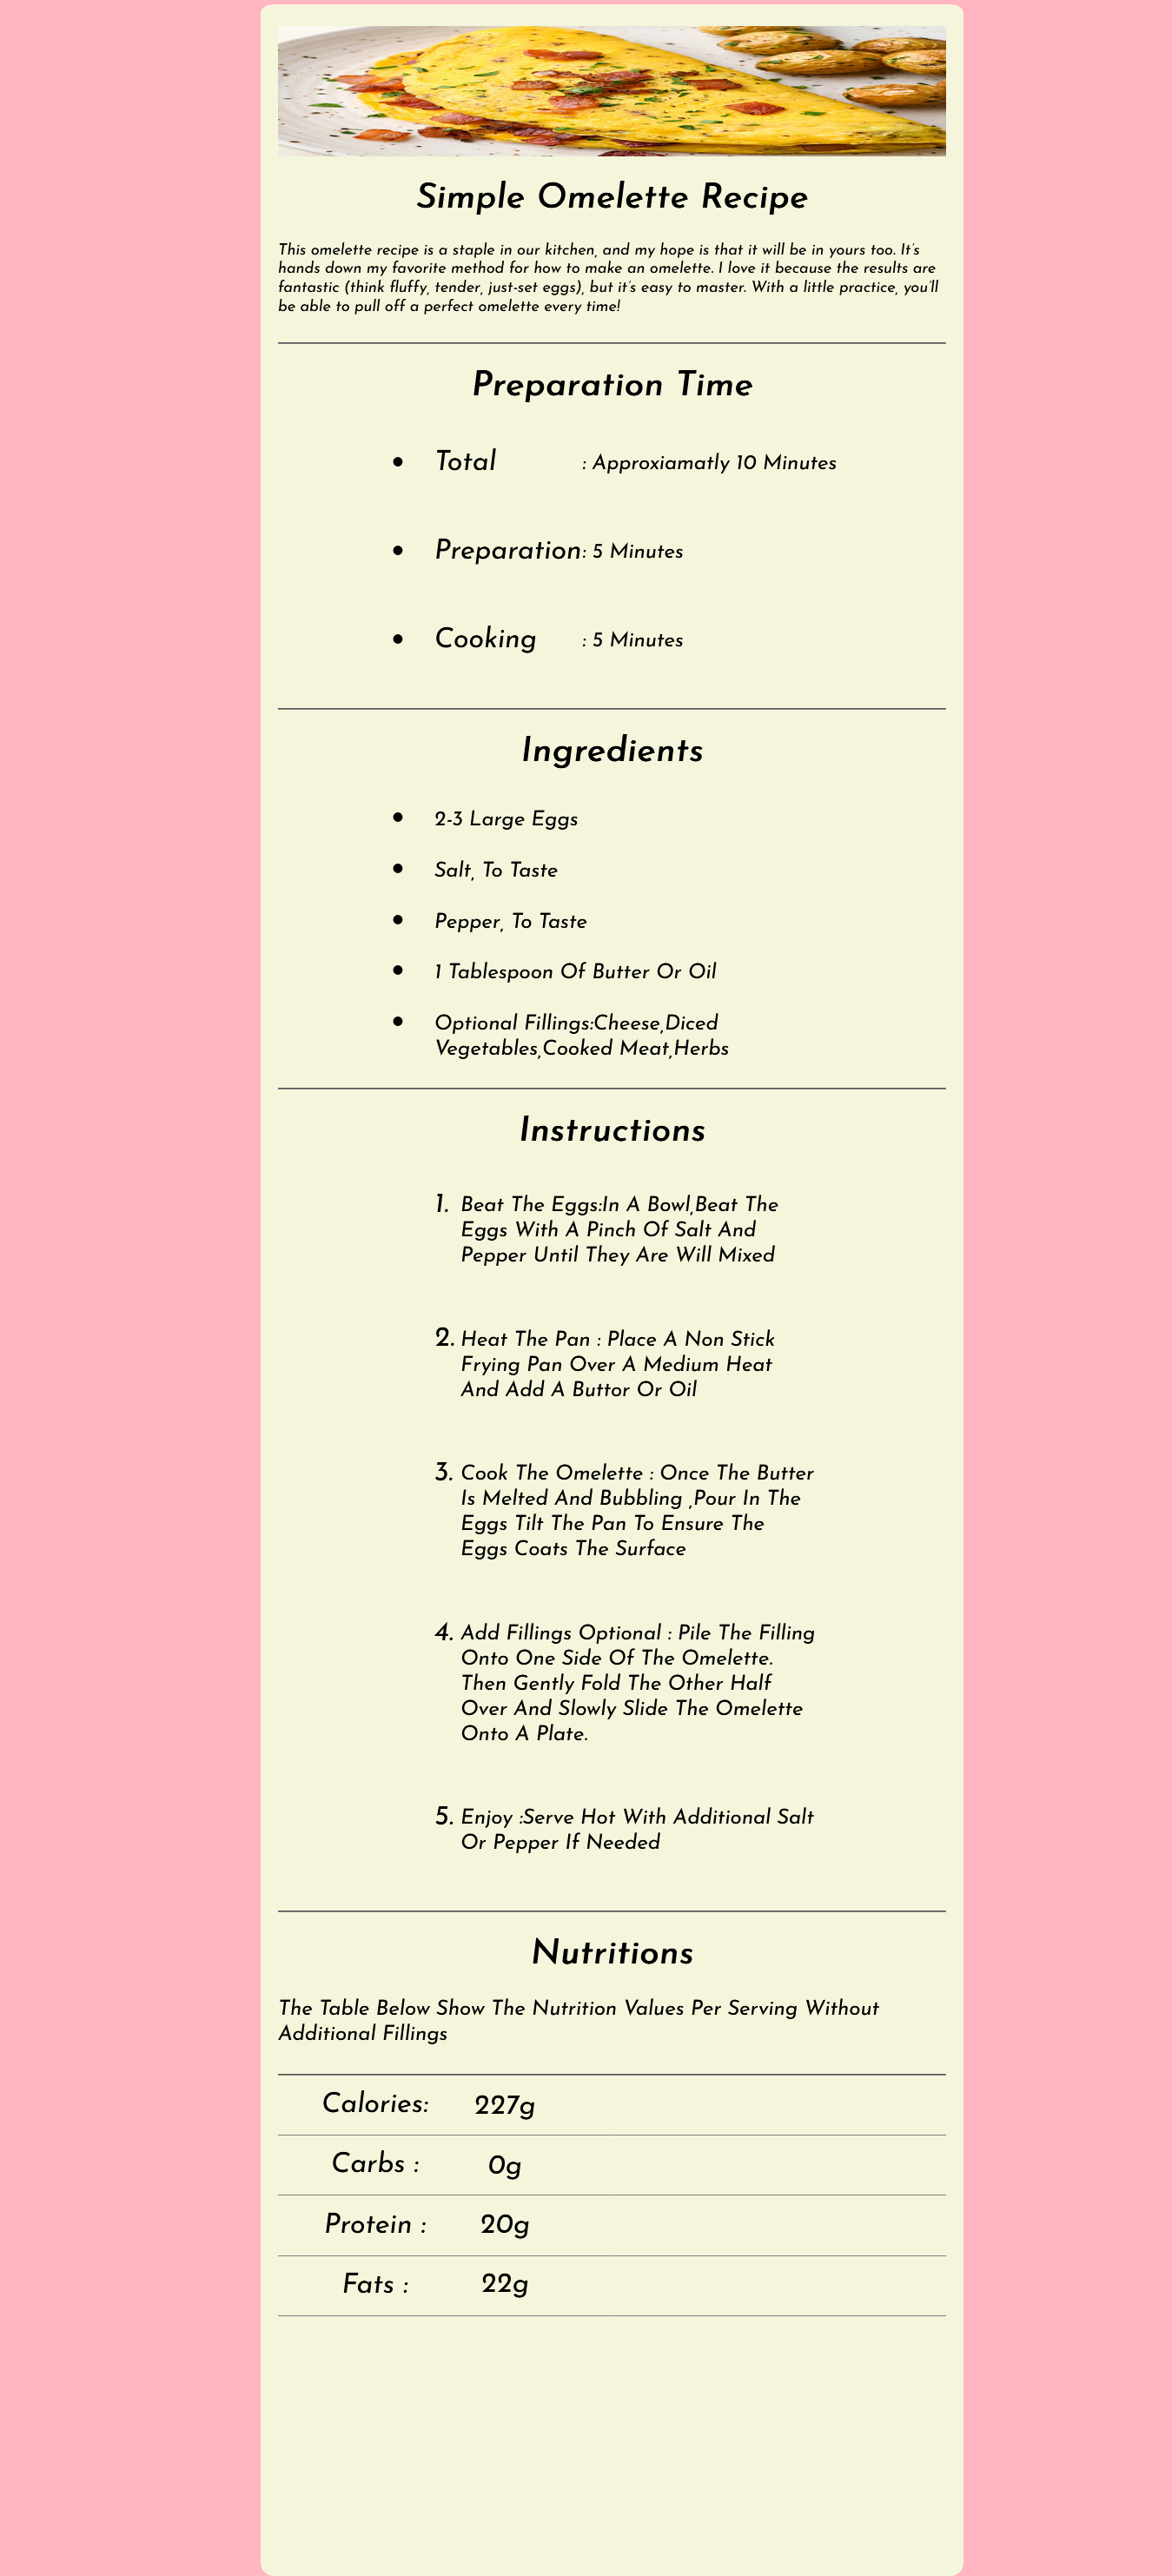 Simple Omelette Recipe
This omelette recipe is a staple in our kitchen, and my hope is that it will be in yours too. It's
hands down my favorite method for how to make an omelette. I love it because the results are
fantastic (think fluffy, tender, just-set eggs), but it's easy to master. With a little practice, you'll
be able to pull off a perfect omelette every time!
Preparation Time
• Total : Approxiamatly 10 Minutes
• Preparation: 5 Minutes
• Cooking : 5 Minutes
Ingredients
• 2-3 Large Eggs
• Salt, To Taste
• Pepper, To Taste
• 1 Tablespoon Of Butter Or Oil
• Optional Fillings:Cheese,Diced
Vegetables,Cooked Meat,Herbs
Instructions
1. Beat The Eggs:In A Bowl,Beat The
Eggs With A Pinch Of Salt And
Pepper Until They Are Will Mixed
2. Heat The Pan : Place A Non Stick
Frying Pan Over A Medium Heat
And Add A Buttor Or Oil
3. Cook The Omelette : Once The Butter
Is Melted And Bubbling ,Pour In The
Eggs Tilt The Pan To Ensure The
Eggs Coats The Surface
4. Add Fillings Optional : Pile The Filling
Onto One Side Of The Omelette.
Then Gently Fold The Other Half
Over And Slowly Slide The Omelette
Onto A Plate.
5. Enjoy :Serve Hot With Additional Salt
Or Pepper If Needed
Nutritions
The Table Below Show The Nutrition Values Per Serving Without
Additional Fillings
Calories: 227g
Carbs : 0g
Protein : 20g
Fats : 22g